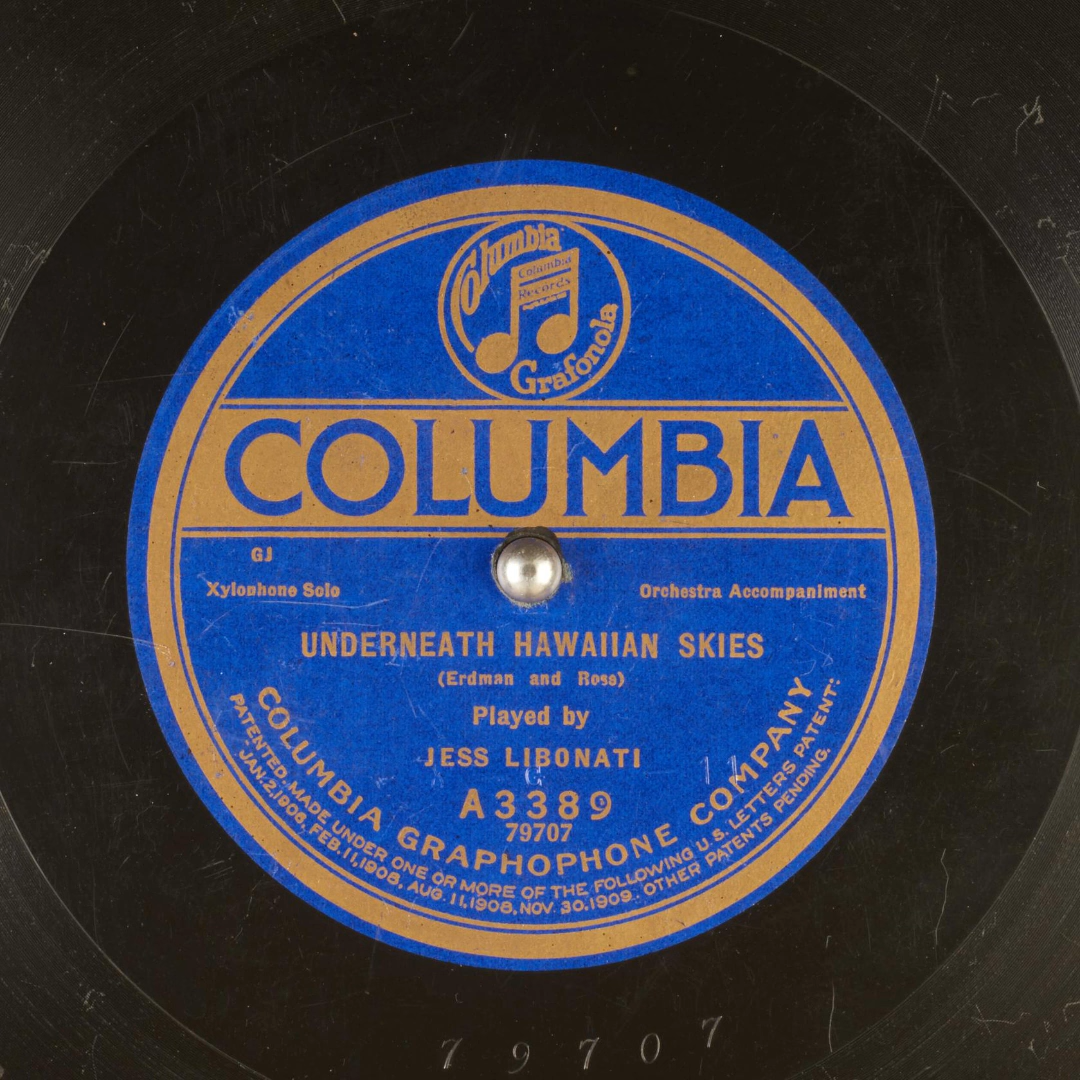 Columbia
Columbia
Records
Grafonola
COLUMBIA
GJ
Xylophone Solo
Orchestra Accompaniment
UNDERNEATH HAWAIIAN SKIES
(Erdman and Ross)
Played by
JESS LIBONATI
A3389
79707
COLUMBIA GRAPHOPHONE COMPANY
PATENTED. MADE UNDER ONE OR MORE OF THE FOLLOWING U.S. LETTERS PATENT:
JAN.2,1906, FEB.11,1908, AUG.11,1908, NOV.30.1909. OTHER PATENTS PENDING.
79707